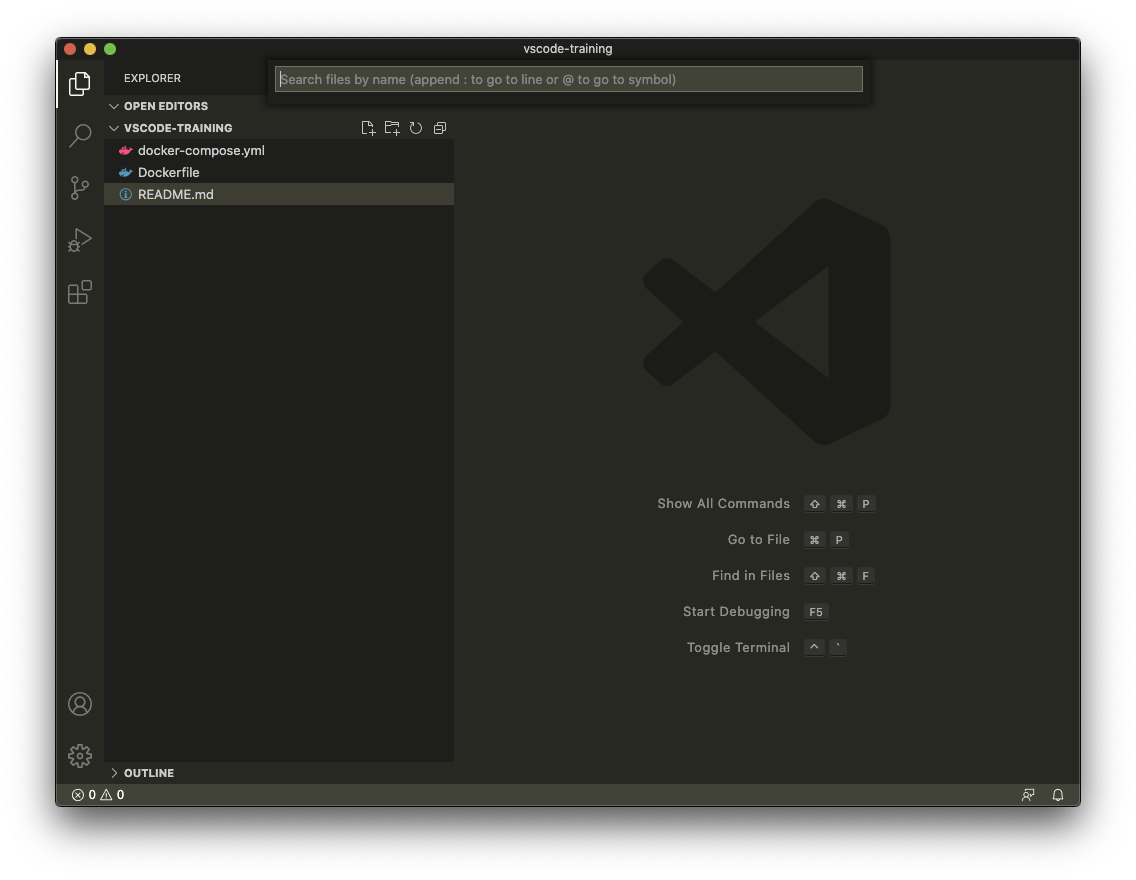 vscode-training
EXPLORER
Search files by name (append : to go to line or @ to go to symbol)
OPEN EDITORS
VSCODE-TRAINING
docker-compose.yml
Dockerfile
README.md
Show All Commands ⇧ ⌘ P
Go to File ⌘ P
Find in Files ⇧ ⌘ F
Start Debugging F5
Toggle Terminal ^ `
OUTLINE
0 0